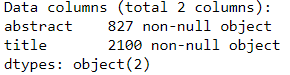 Data columns (total 2 columns):
abstract    827 non-null object
title       2100 non-null object
dtypes: object(2)